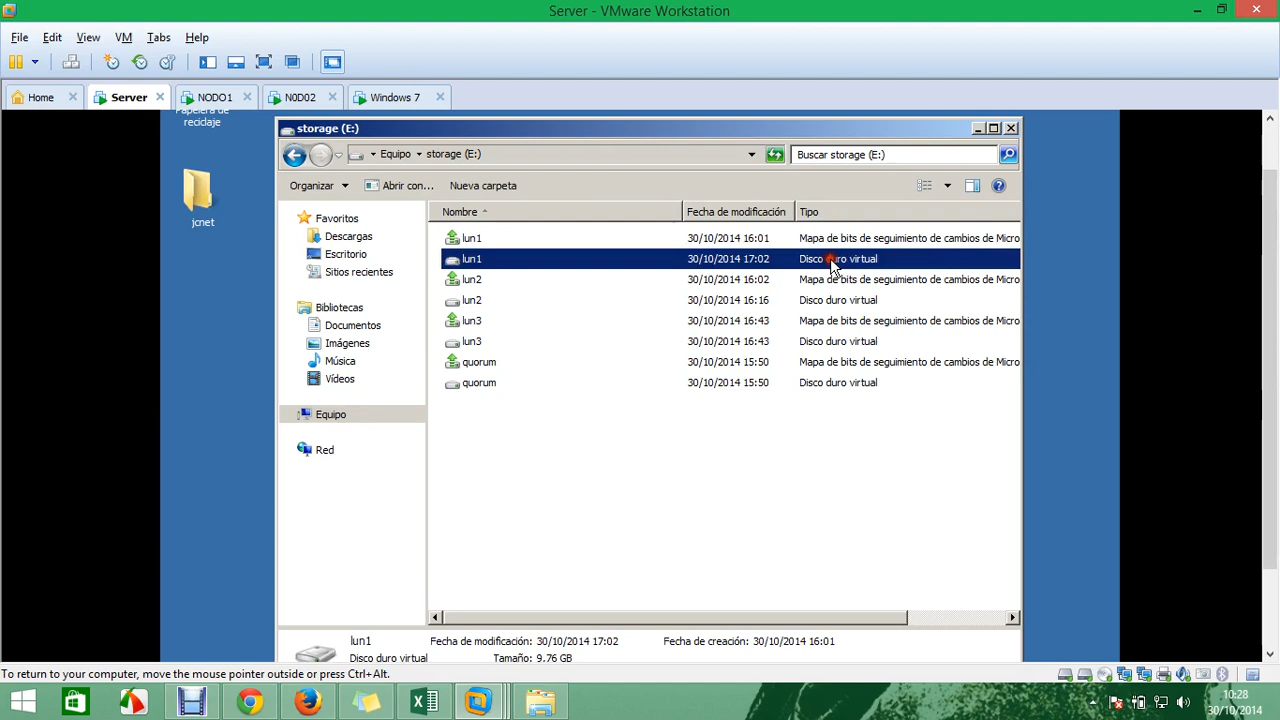 Server - VMware Workstation
File Edit View VM Tabs Help
Home Server NODO1 N0D02 Windows 7
Papelera de
reciclaje
jcnet
storage (E:)
Equipo storage (E:) Buscar storage (E:)
Organizar Abrir con... Nueva carpeta
Favoritos
Descargas
Escritorio
Sitios recientes
Bibliotecas
Documentos
Imágenes
Música
Vídeos
Equipo
Red
Nombre Fecha de modificación Tipo
lun1 30/10/2014 16:01 Mapa de bits de seguimiento de cambios de Micro
lun1 30/10/2014 17:02 Disco duro virtual
lun2 30/10/2014 16:02 Mapa de bits de seguimiento de cambios de Micro
lun2 30/10/2014 16:16 Disco duro virtual
lun3 30/10/2014 16:43 Mapa de bits de seguimiento de cambios de Micro
lun3 30/10/2014 16:43 Disco duro virtual
quorum 30/10/2014 15:50 Mapa de bits de seguimiento de cambios de Micro
quorum 30/10/2014 15:50 Disco duro virtual
lun1 Fecha de modificación: 30/10/2014 17:02 Fecha de creación: 30/10/2014 16:01
Disco duro virtual Tamaño: 9.76 GB
To return to your computer, move the mouse pointer outside or press Ctrl+Alt.
10:28
30/10/2014